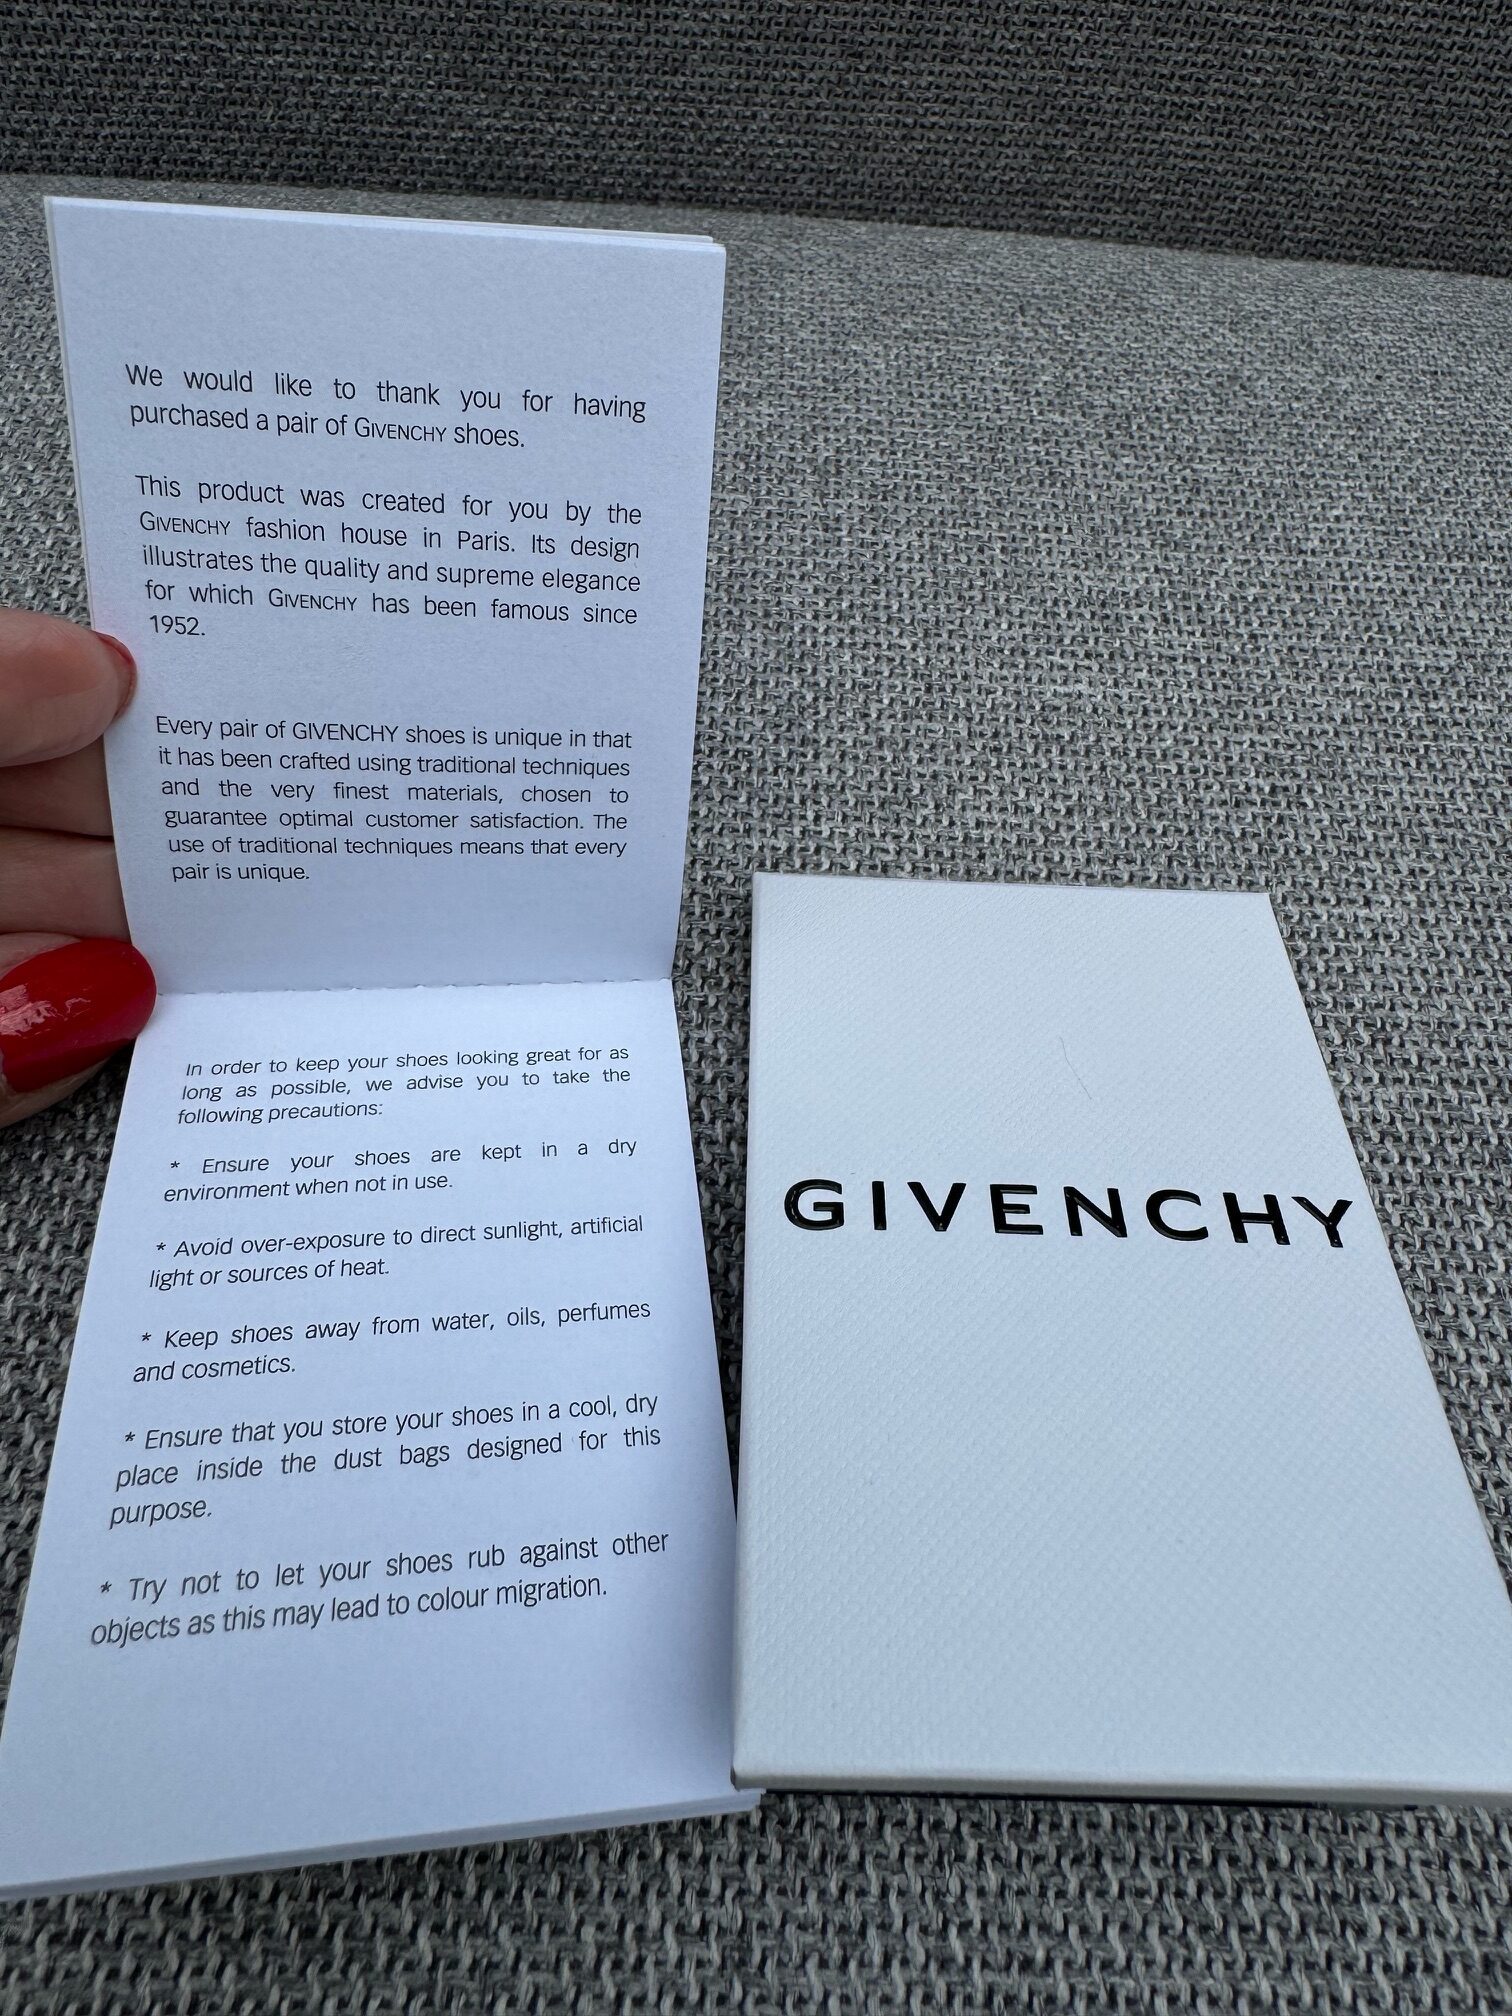 We would like to thank you for having
purchased a pair of GIVENCHY shoes.
This product was created for you by the
GIVENCHY fashion house in Paris. Its design
illustrates the quality and supreme elegance
for which GIVENCHY has been famous since
1952.
Every pair of GIVENCHY shoes is unique in that
it has been crafted using traditional techniques
and the very finest materials, chosen to
guarantee optimal customer satisfaction. The
use of traditional techniques means that every
pair is unique.
In order to keep your shoes looking great for as
long as possible, we advise you to take the
following precautions:
* Ensure your shoes are kept in a dry
environment when not in use.
* Avoid over-exposure to direct sunlight, artificial
light or sources of heat.
* Keep shoes away from water, oils, perfumes
and cosmetics.
* Ensure that you store your shoes in a cool, dry
place inside the dust bags designed for this
purpose.
* Try not to let your shoes rub against other
objects as this may lead to colour migration.
GIVENCHY